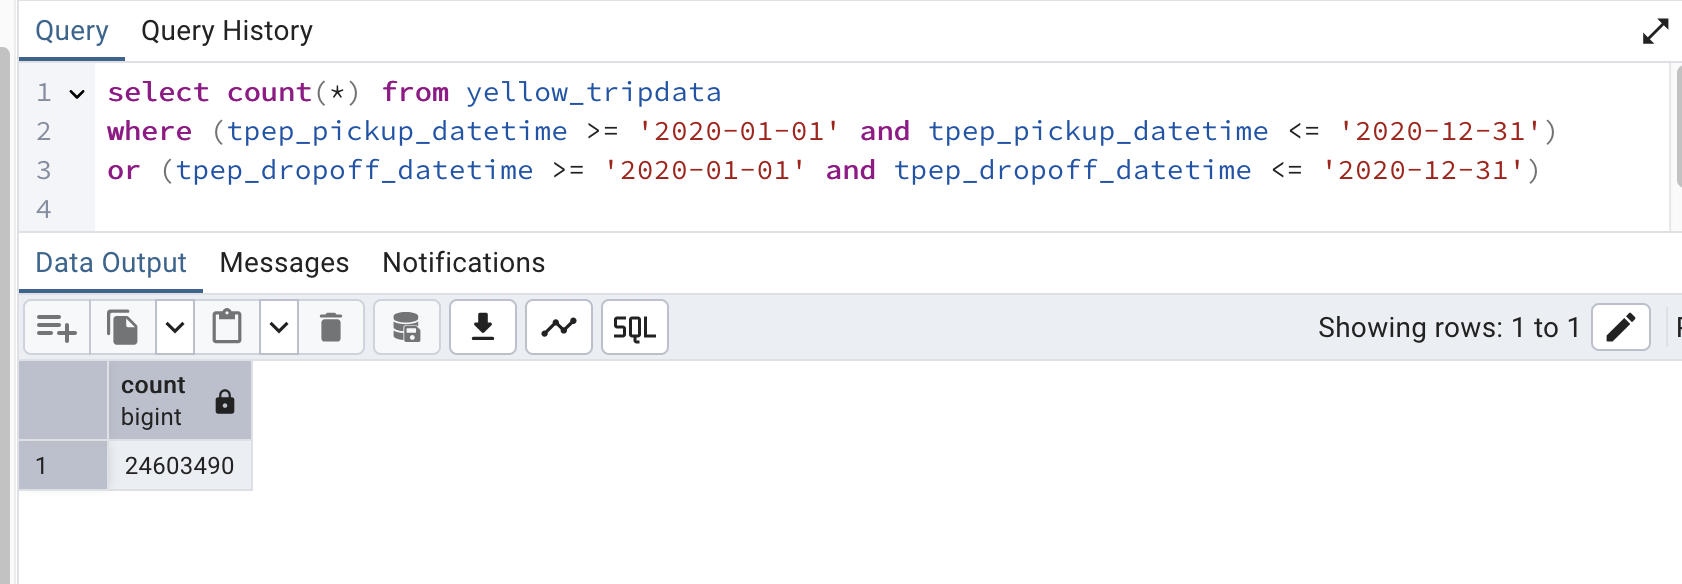 Query Query History
1 select count(*) from yellow_tripdata
2 where (tpep_pickup_datetime >= '2020-01-01' and tpep_pickup_datetime <= '2020-12-31')
3 or (tpep_dropoff_datetime >= '2020-01-01' and tpep_dropoff_datetime <= '2020-12-31')
4
Data Output Messages Notifications
SQL Showing rows: 1 to 1
count
bigint
1 24603490